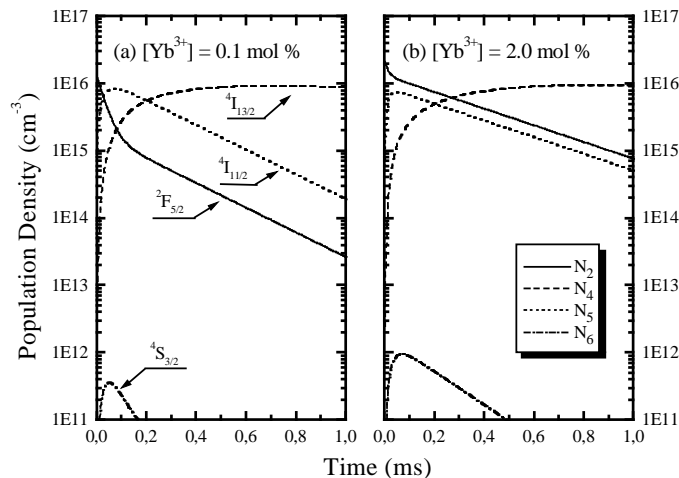 1E17
1E17
(a) [Yb³⁺] = 0.1 mol %
(b) [Yb³⁺] = 2.0 mol %
1E16
1E16
⁴I₁₃/₂
1E15
1E15
⁴I₁₁/₂
²F₅/₂
1E14
1E14
1E13
1E13
N₂
N₄
N₅
N₆
1E12
1E12
⁴S₃/₂
1E11
1E11
0,0 0,2 0,4 0,6 0,8 1,0
0,0 0,2 0,4 0,6 0,8 1,0
Population Density (cm⁻³)
Time (ms)